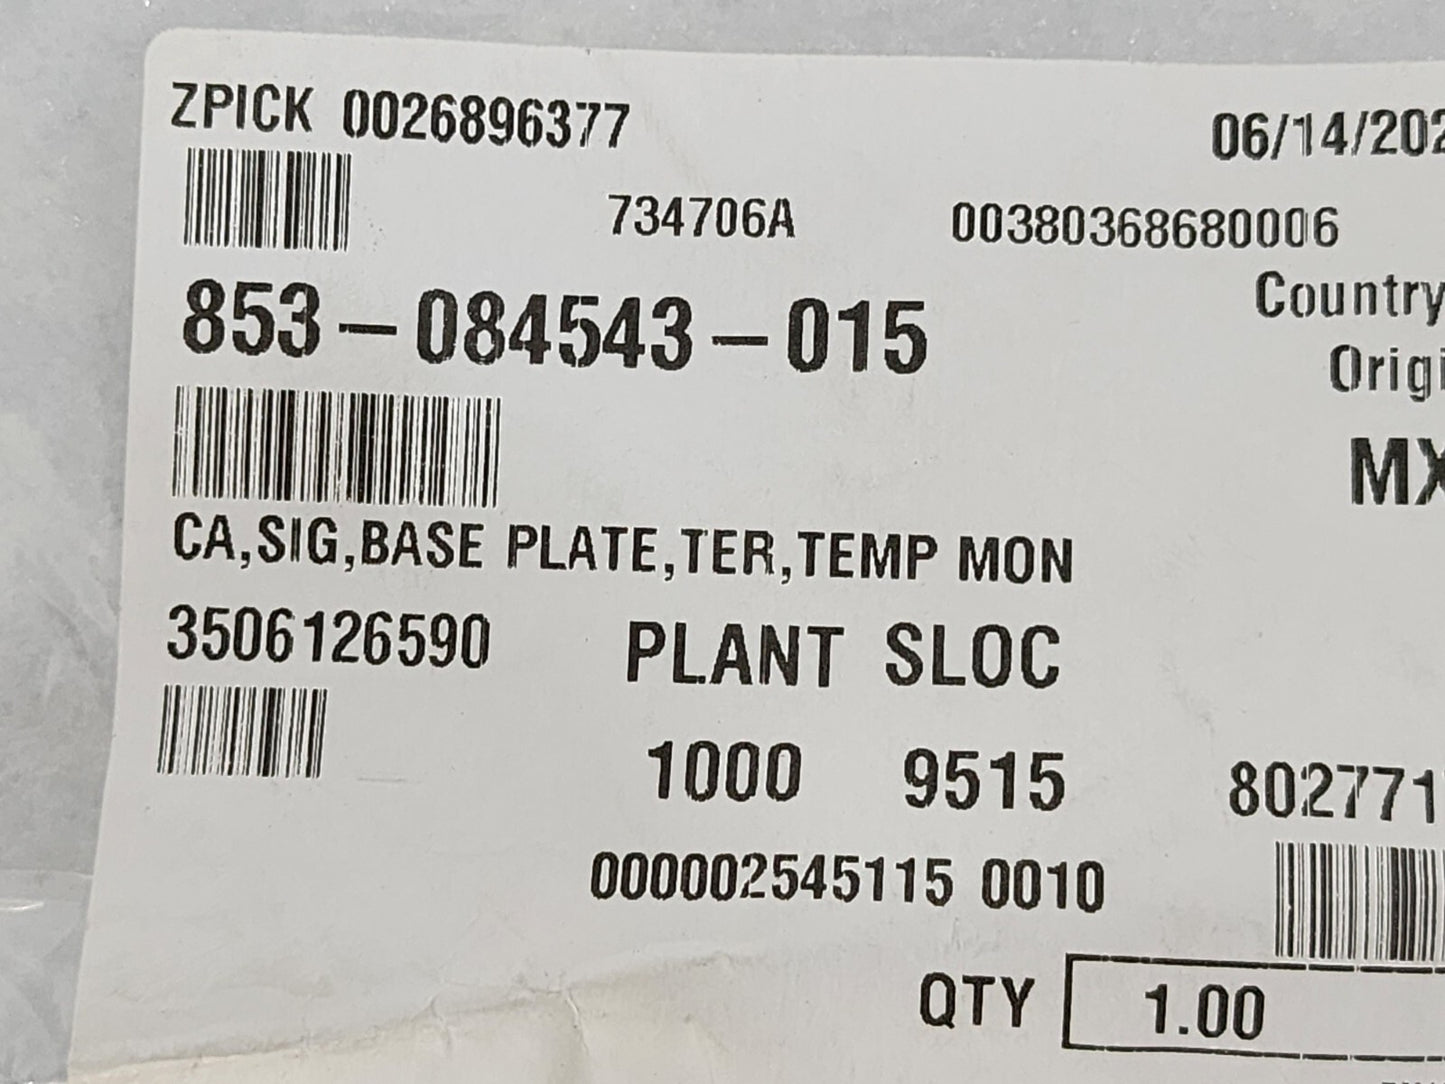 ZPICK 0026896377
06/14/202
734706A
00380368680006
853-084543-015
Country
Origi
MX
CA,SIG,BASE PLATE,TER,TEMP MON
3506126590
PLANT SLOC
1000 9515
802771
000002545115 0010
QTY 1.00